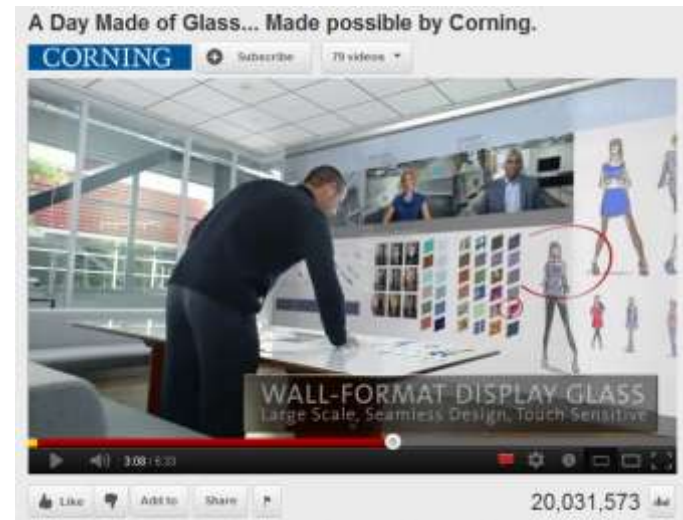 A Day Made of Glass... Made possible by Corning.
CORNING Subscribe 79 videos
WALL-FORMAT DISPLAY GLASS
Large Scale, Seamless Design, Touch Sensitive
3:08 / 6:33
Like Add to Share 20,031,573